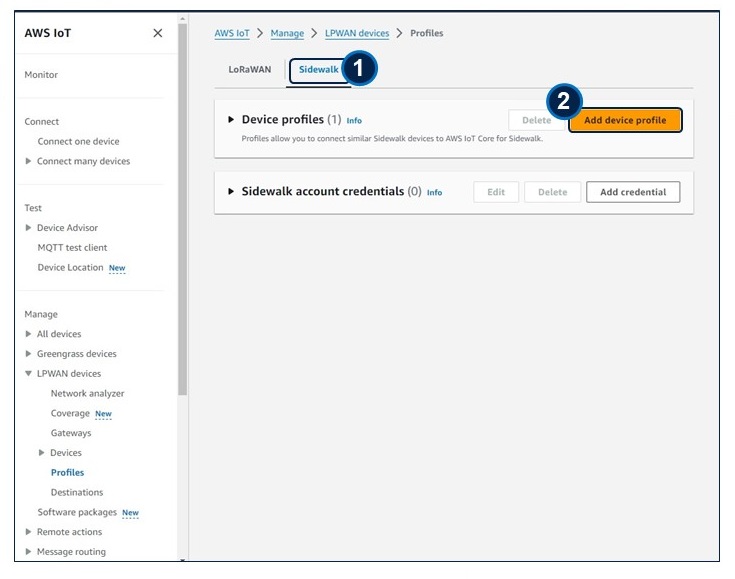 AWS IoT
AWS IoT > Manage > LPWAN devices > Profiles
Monitor
Connect
Connect one device
Connect many devices
Test
Device Advisor
MQTT test client
Device Location New
Manage
All devices
Greengrass devices
LPWAN devices
Network analyzer
Coverage New
Gateways
Devices
Profiles
Destinations
Software packages New
Remote actions
Message routing
LoRaWAN Sidewalk 1
2
Device profiles (1) Info Delete Add device profile
Profiles allow you to connect similar Sidewalk devices to AWS IoT Core for Sidewalk.
Sidewalk account credentials (0) Info Edit Delete Add credential